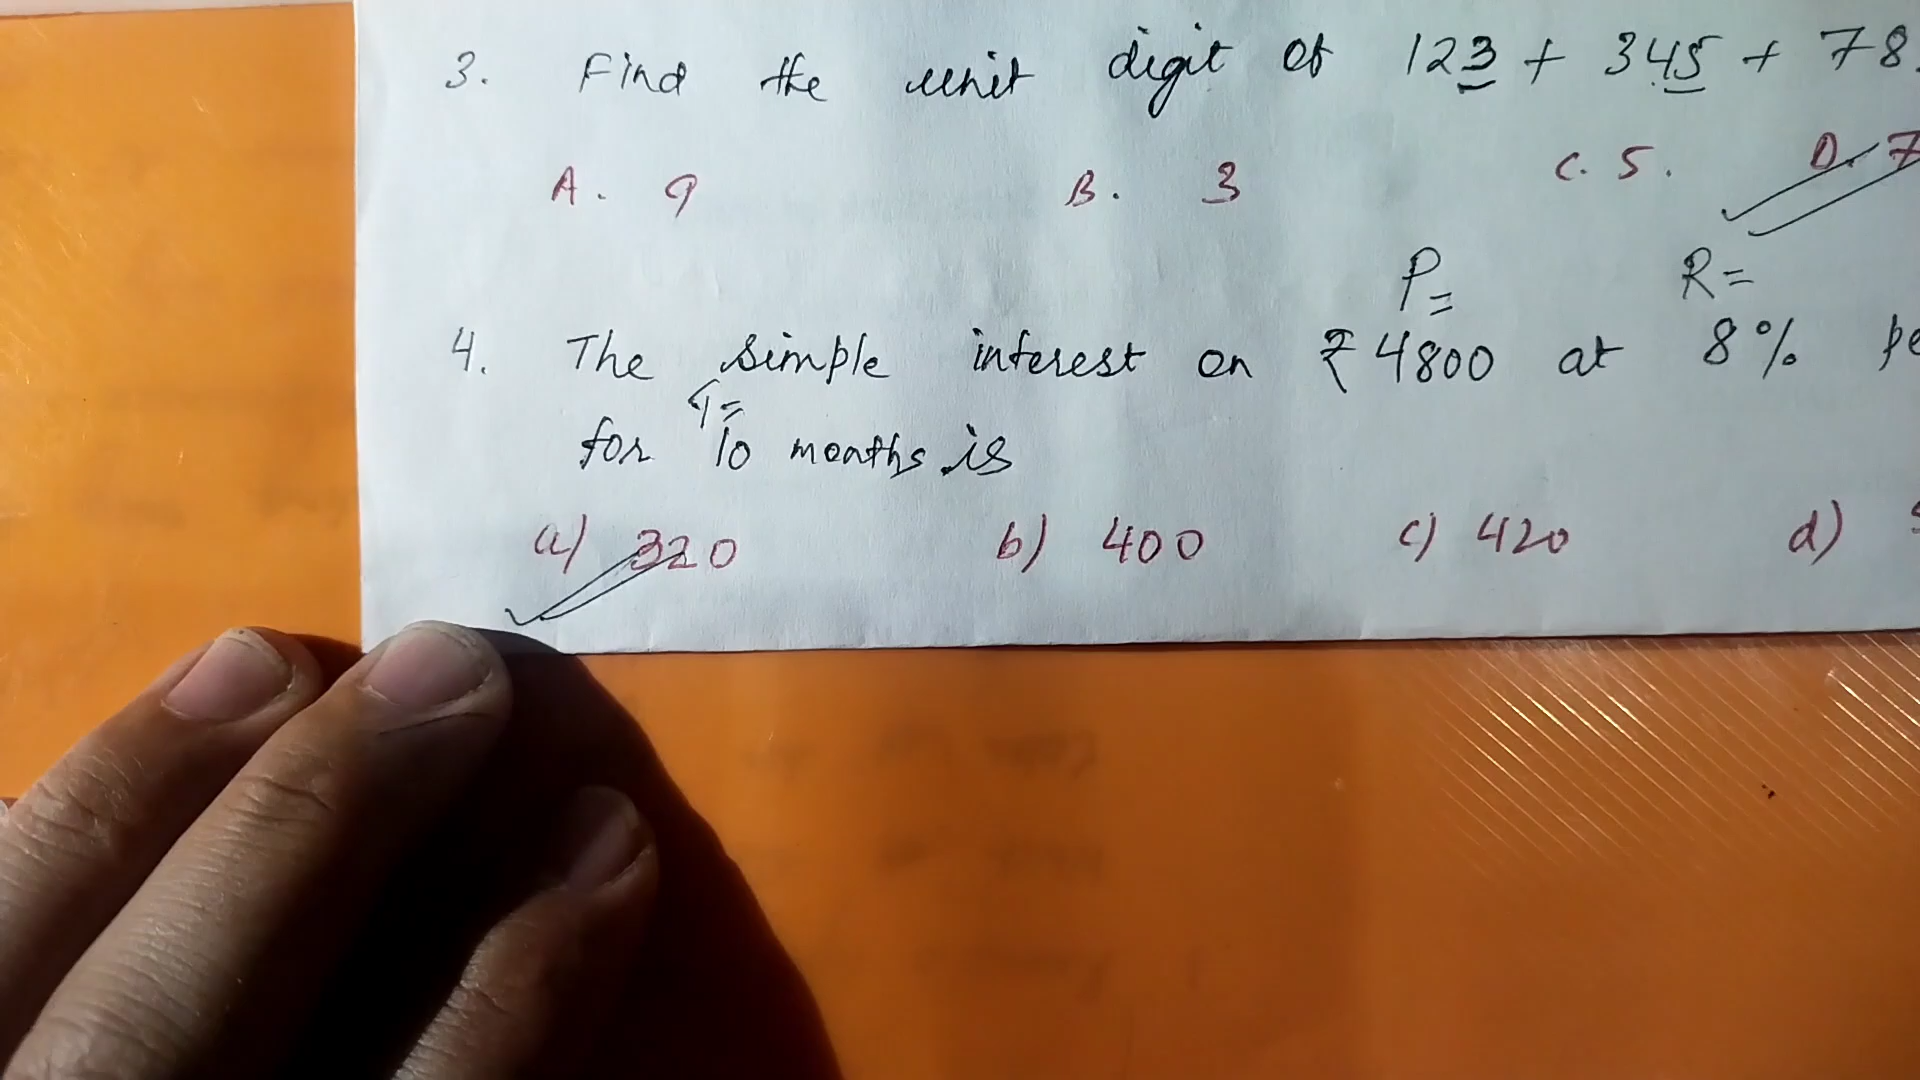 3. Find the unit digit of 123 + 345 + 78
A. 9 B. 3 C. 5. D. 7
P= R=
4. The simple interest on ₹ 4800 at 8%
T=
for 10 months is
a) 320 b) 400 c) 420 d)